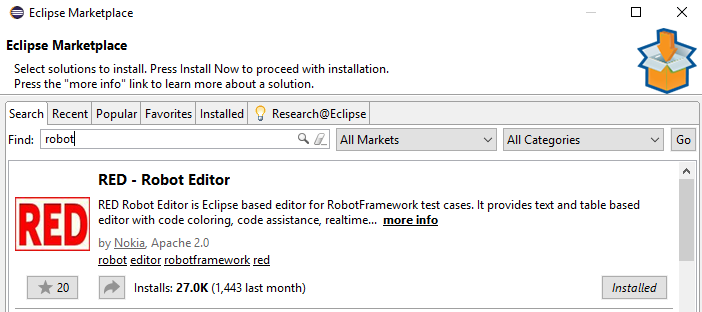 Eclipse Marketplace
Eclipse Marketplace
Select solutions to install. Press Install Now to proceed with installation.
Press the "more info" link to learn more about a solution.
Search Recent Popular Favorites Installed Research@Eclipse
Find: robot All Markets All Categories Go
RED - Robot Editor
RED
RED Robot Editor is Eclipse based editor for RobotFramework test cases. It provides text and table based
editor with code coloring, code assistance, realtime... more info
by Nokia, Apache 2.0
robot editor robotframework red
20 Installs: 27.0K (1,443 last month) Installed